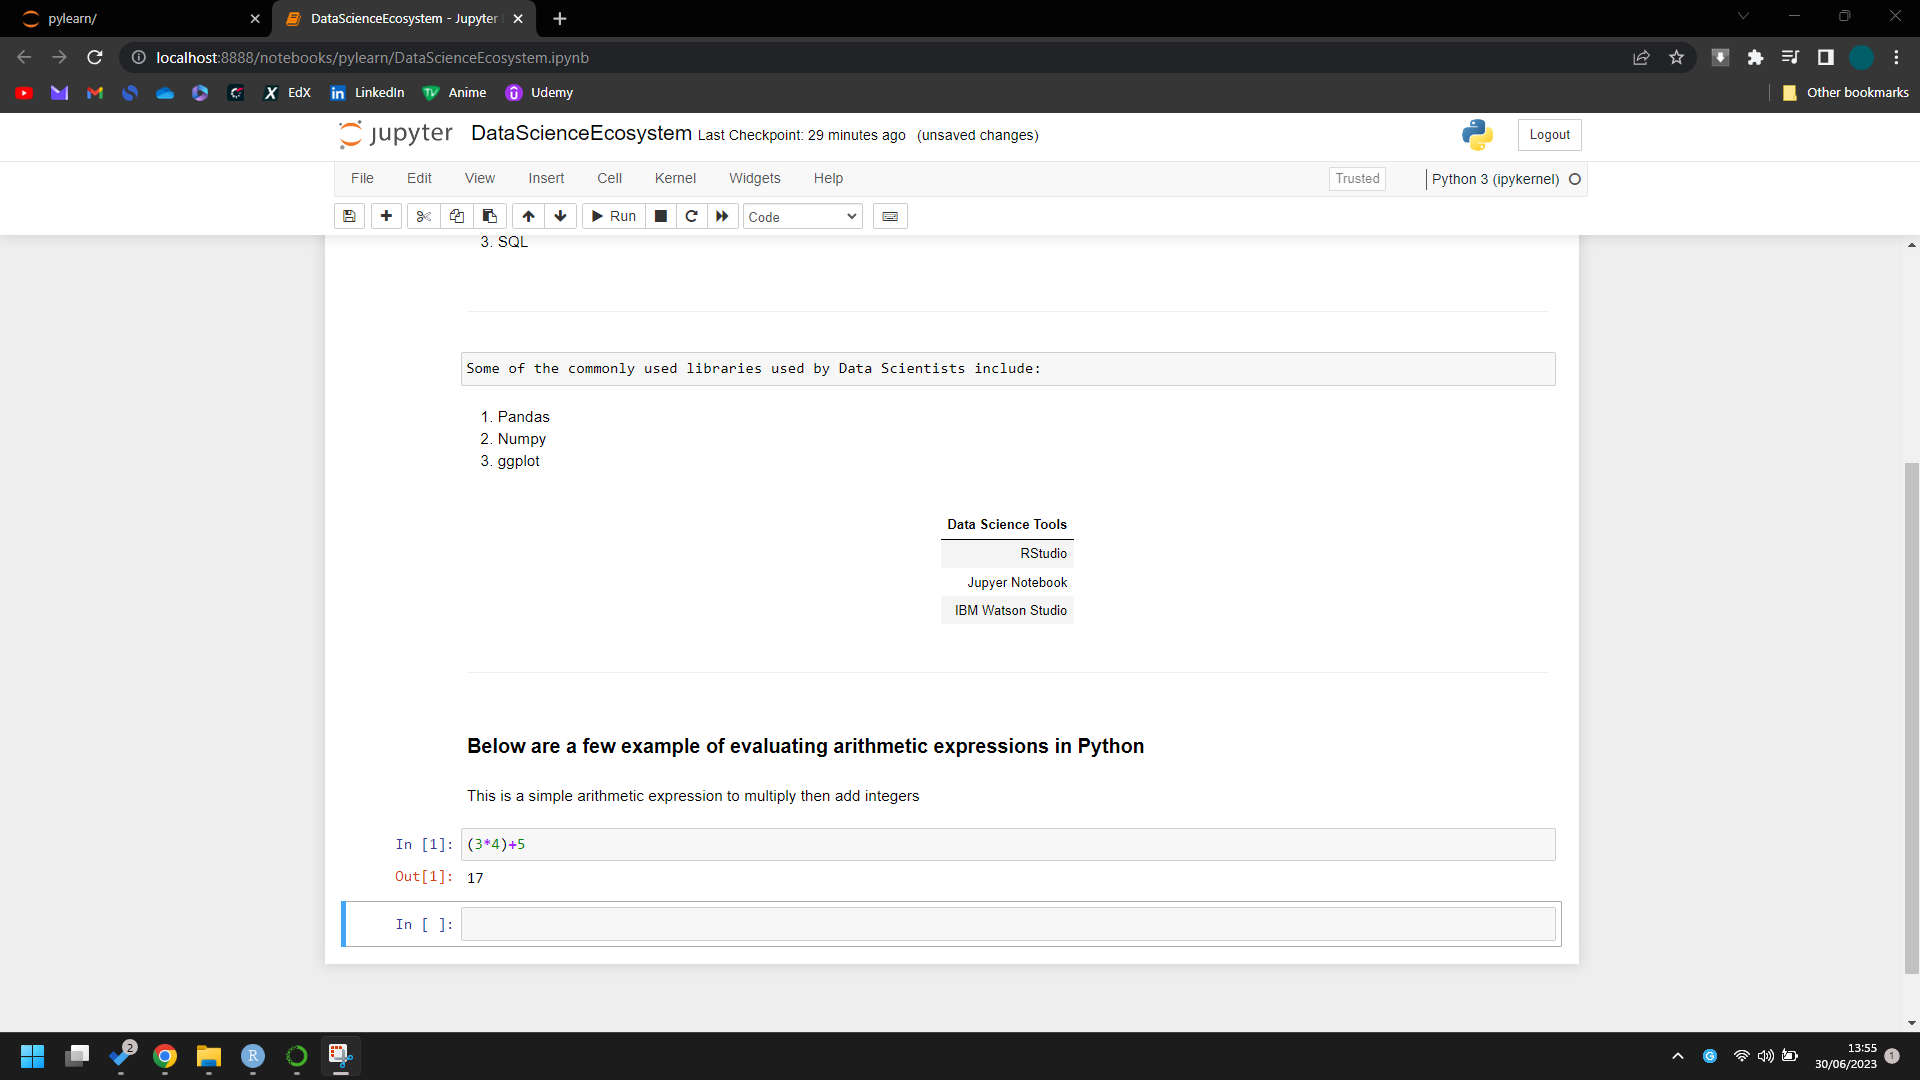 pylearn/
DataScienceEcosystem - Jupyter
localhost:8888/notebooks/pylearn/DataScienceEcosystem.ipynb
EdX LinkedIn Anime Udemy Other bookmarks
jupyter DataScienceEcosystem Last Checkpoint: 29 minutes ago (unsaved changes) Logout
File Edit View Insert Cell Kernel Widgets Help Trusted Python 3 (ipykernel)
Run Code
3. SQL
Some of the commonly used libraries used by Data Scientists include:
1. Pandas
2. Numpy
3. ggplot
Data Science Tools
RStudio
Jupyer Notebook
IBM Watson Studio
Below are a few example of evaluating arithmetic expressions in Python
This is a simple arithmetic expression to multiply then add integers
In [1]: (3*4)+5
Out[1]: 17
In [ ]:
2
R
G
13:55
30/06/2023
1